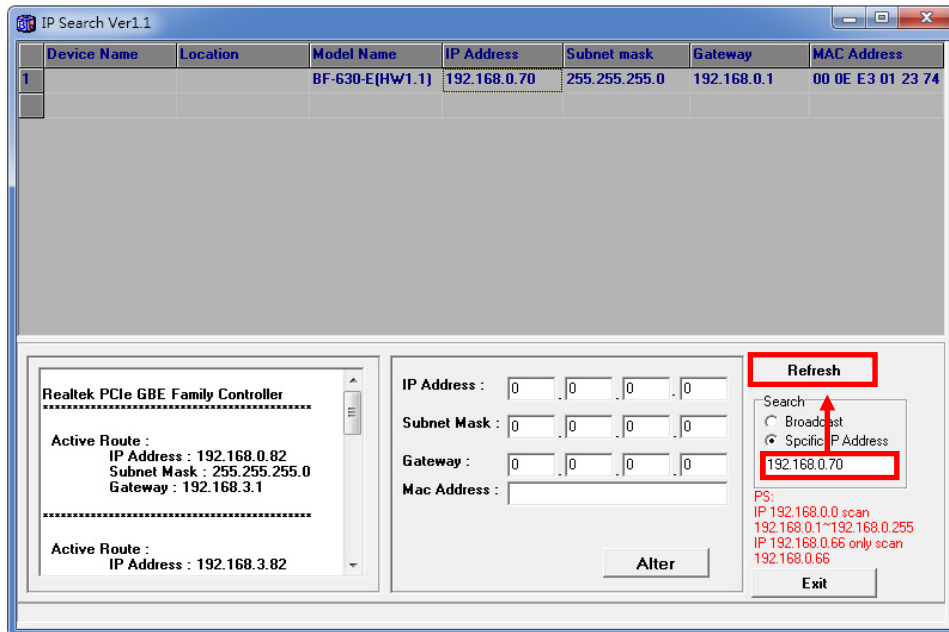 IP Search Ver1.1
Device Name Location Model Name IP Address Subnet mask Gateway MAC Address
1 BF-630-E(HW1.1) 192.168.0.70 255.255.255.0 192.168.0.1 00 0E E3 01 23 74
Realtek PCIe GBE Family Controller
********************************************
Active Route :
IP Address : 192.168.0.82
Subnet Mask : 255.255.255.0
Gateway : 192.168.3.1
********************************************
Active Route :
IP Address : 192.168.3.82
IP Address : 0 . 0 . 0 . 0
Subnet Mask : 0 . 0 . 0 . 0
Gateway : 0 . 0 . 0 . 0
Mac Address :
Alter
Refresh
Search
Broadcast
Spcific IP Address
192.168.0.70
PS:
IP 192.168.0.0 scan
192.168.0.1~192.168.0.255
IP 192.168.0.66 only scan
192.168.0.66
Exit